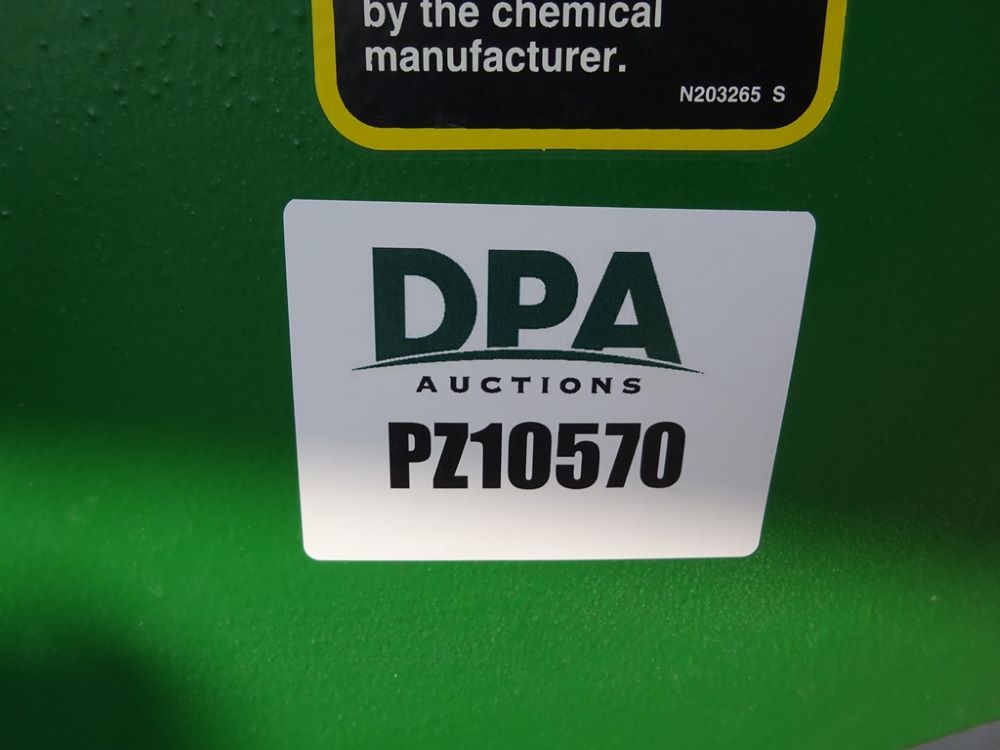 by the chemical
manufacturer.
N203265 S
DPA
AUCTIONS
PZ10570